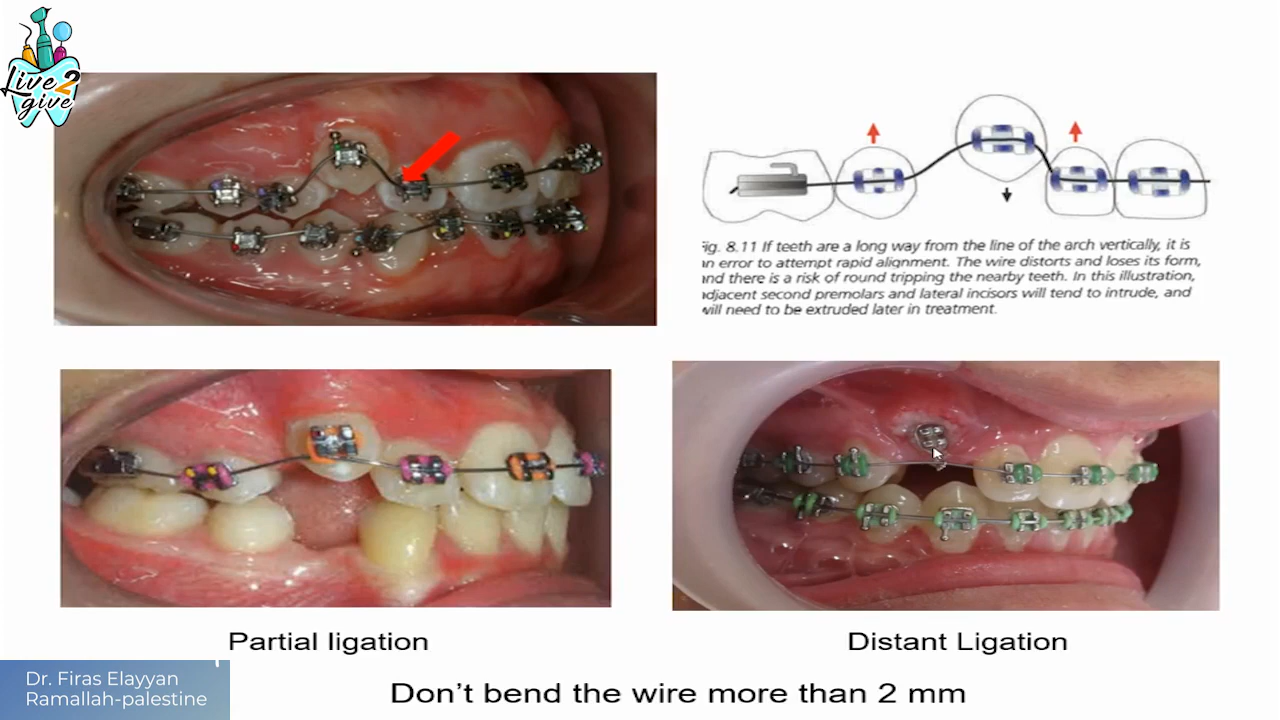 Live 2
give
Fig. 8.11 If teeth are a long way from the line of the arch vertically, it is
an error to attempt rapid alignment. The wire distorts and loses its form,
and there is a risk of round tripping the nearby teeth. In this illustration,
adjacent second premolars and lateral incisors will tend to intrude, and
will need to be extruded later in treatment.
Partial ligation
Distant Ligation
Dr. Firas Elayyan
Ramallah-palestine
Don't bend the wire more than 2 mm